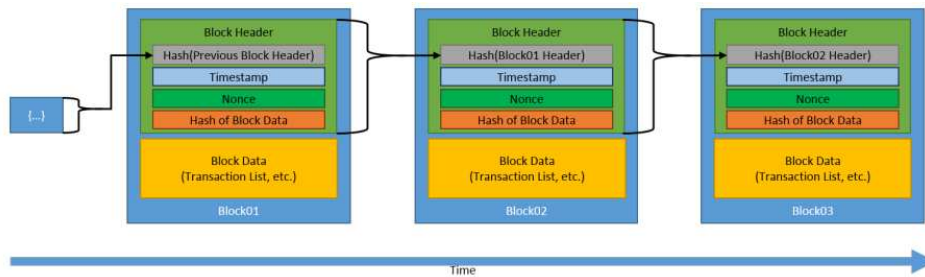 {...}
Block Header
Hash(Previous Block Header)
Timestamp
Nonce
Hash of Block Data
Block Data
(Transaction List, etc.)
Block01
Block Header
Hash(Block01 Header)
Timestamp
Nonce
Hash of Block Data
Block Data
(Transaction List, etc.)
Block02
Block Header
Hash(Block02 Header)
Timestamp
Nonce
Hash of Block Data
Block Data
(Transaction List, etc.)
Block03
Time